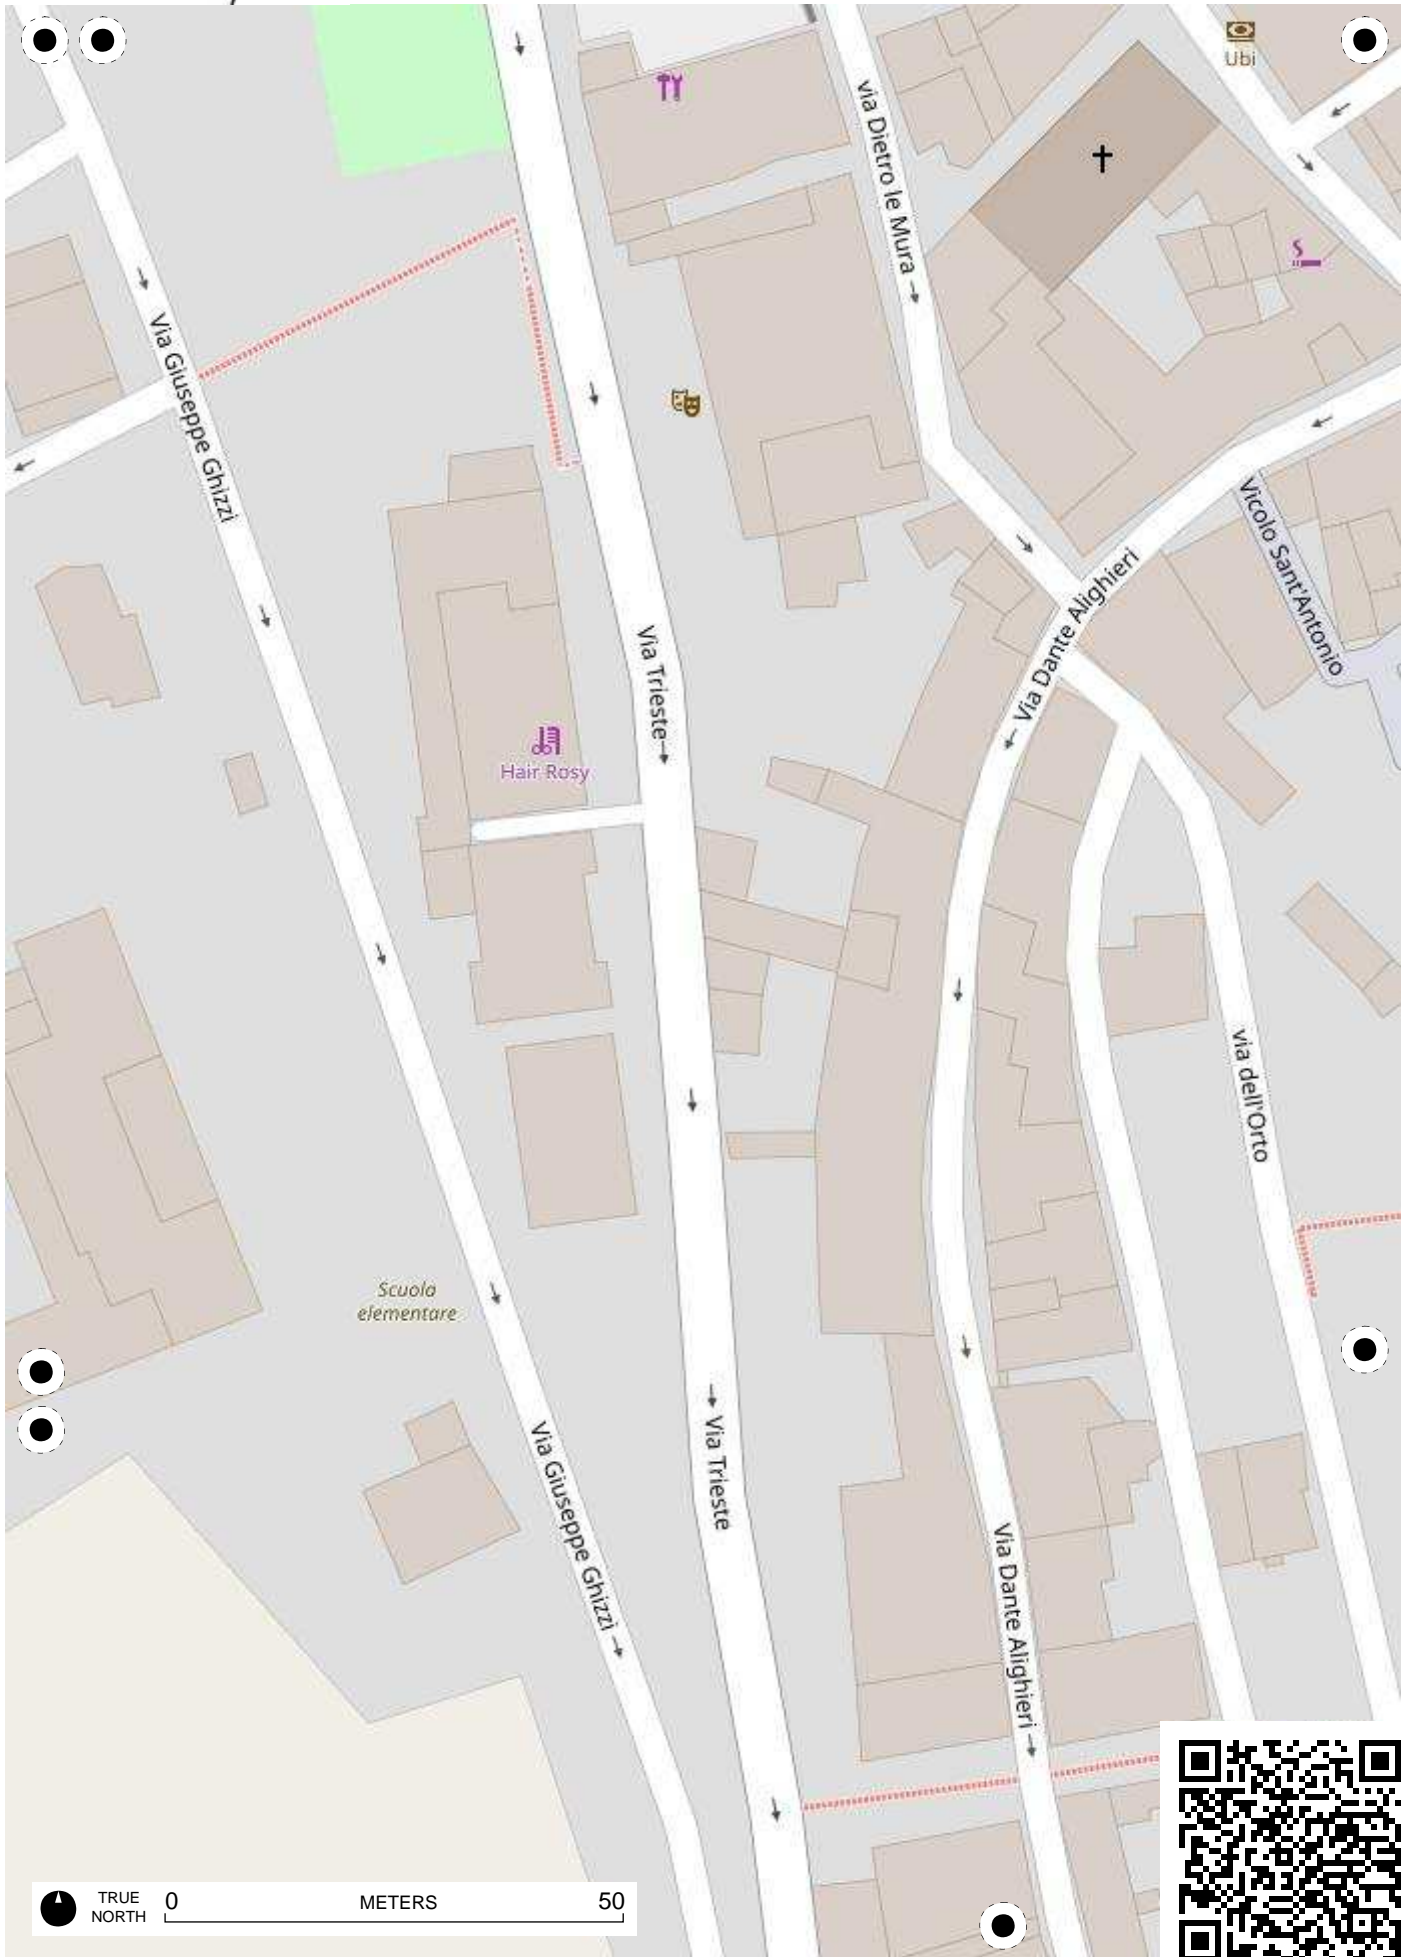 Ubi
via Dietro le Mura
Via Giuseppe Ghizzi
Vicolo Sant'Antonio
Via Dante Alighieri
Via Trieste
Hair Rosy
via dell'Orto
Scuola
elementare
Via Giuseppe Ghizzi
Via Trieste
Via Dante Alighieri
TRUE
NORTH
0 METERS 50